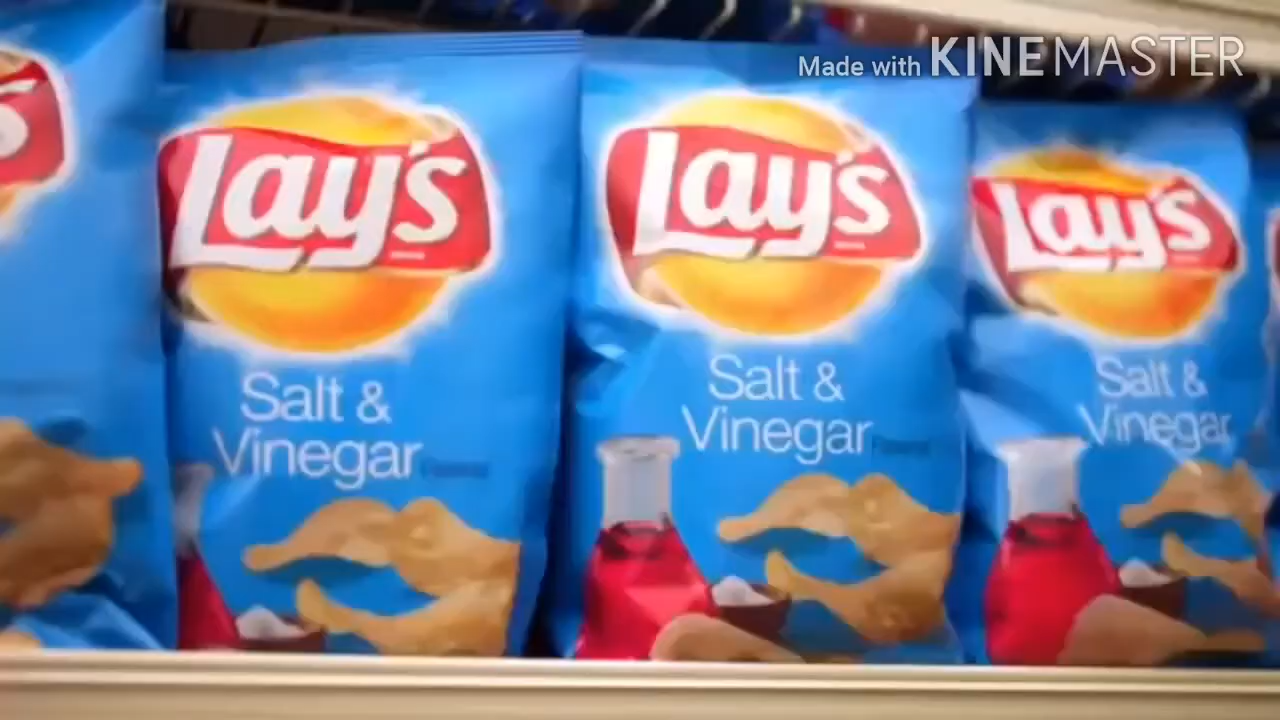 Made with KINEMASTER
s
Lay's
Lay's
Lay's
Salt &
Vinegar
Salt &
Vinegar
Salt &
Vinegar